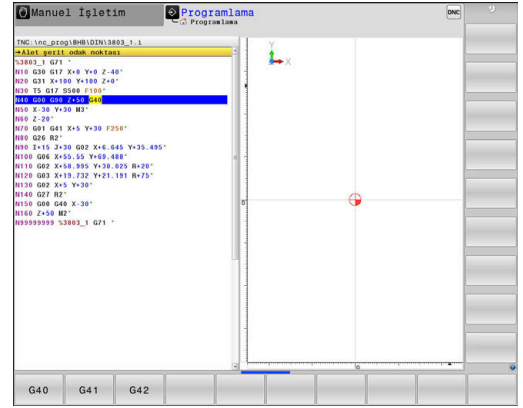 Manuel İşletim
Programlama
Programlama
DNC
TNC:\nc_prog\BHB\DIN\3803_1.i
→Alet şerit odak noktası
%3803_1 G71 *
N10 G30 G17 X+0 Y+0 Z-40*
N20 G31 X+100 Y+100 Z+0*
N30 T5 G17 S500 F100*
N40 G00 G90 Z+50 G40
N50 X-30 Y+30 M3*
N60 Z-20*
N70 G01 G41 X+5 Y+30 F250*
N80 G26 R2*
N90 I+15 J+30 G02 X+6.645 Y+35.495*
N100 G06 X+55.55 Y+69.488*
N110 G02 X+58.995 Y+30.025 R+20*
N120 G03 X+19.732 Y+21.191 R+75*
N130 G02 X+5 Y+30*
N140 G27 R2*
N150 G00 G40 X-30*
N160 Z+50 M2*
N99999999 %3803_1 G71 *
Y
X
0
0
G40
G41
G42